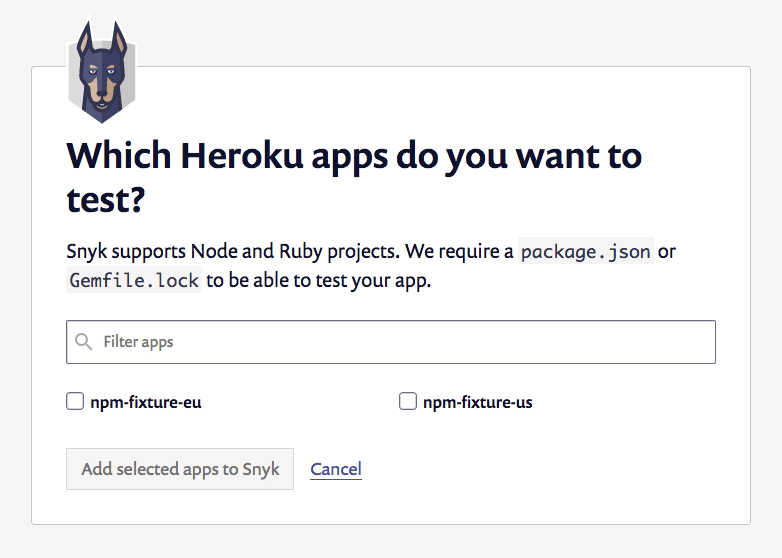 Which Heroku apps do you want to
test?
Snyk supports Node and Ruby projects. We require a package.json or
Gemfile.lock to be able to test your app.
Filter apps
npm-fixture-eu
npm-fixture-us
Add selected apps to Snyk
Cancel